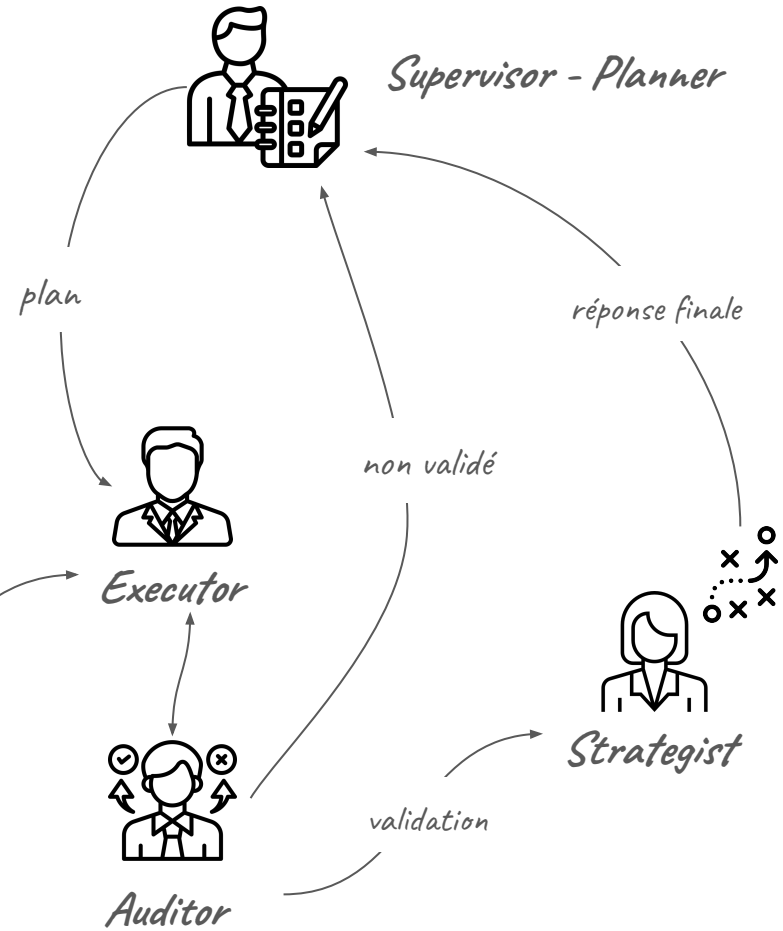 Supervisor - Planner
plan
réponse finale
non validé
Executor
Strategist
validation
Auditor